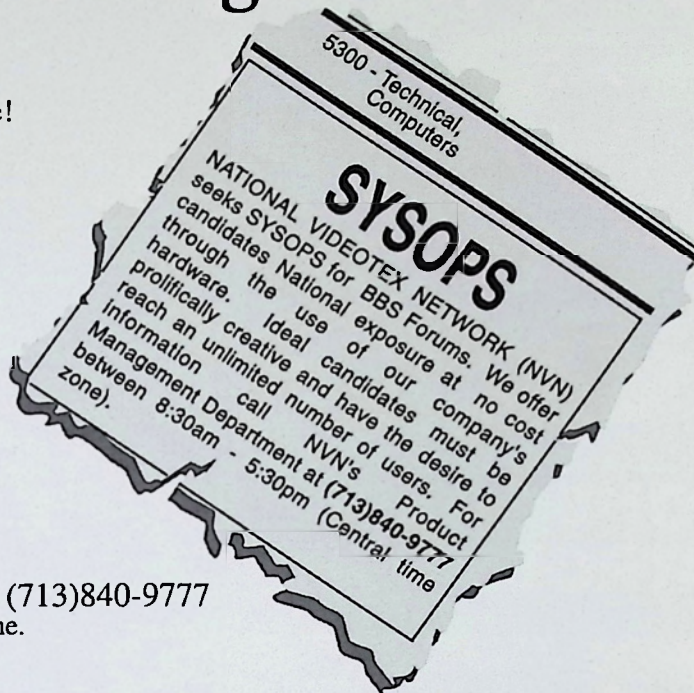 e!
5300 - Technical,
Computers
SYSOPS
NATIONAL VIDEOTEX NETWORK (NVN)
seeks SYSOPS for BBS Forums. We offer
candidates National exposure at no cost
through the use of our company's
hardware. Ideal candidates must be
prolifically creative and have the desire to
reach an unlimited number of users. For
information call NVN's Product
Management Department at (713)840-9777
between 8:30am - 5:30pm (Central time
zone).
(713)840-9777
ne.